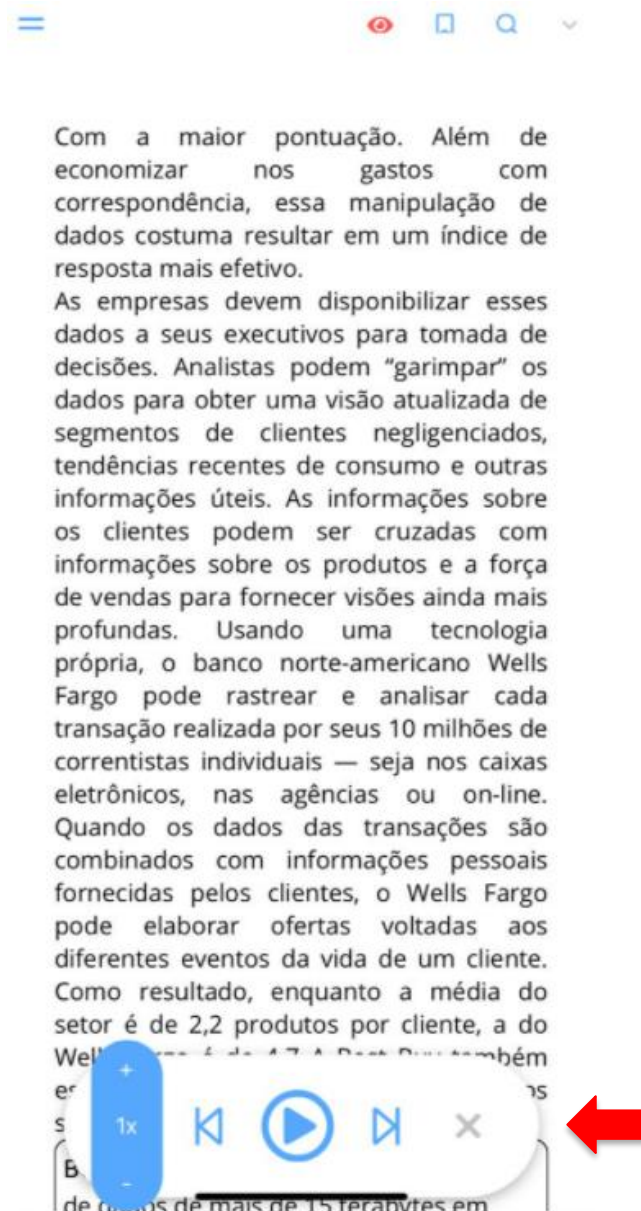 Com a maior pontuação. Além de
economizar nos gastos com
correspondência, essa manipulação de
dados costuma resultar em um índice de
resposta mais efetivo.
As empresas devem disponibilizar esses
dados a seus executivos para tomada de
decisões. Analistas podem “garimpar” os
dados para obter uma visão atualizada de
segmentos de clientes negligenciados,
tendências recentes de consumo e outras
informações úteis. As informações sobre
os clientes podem ser cruzadas com
informações sobre os produtos e a força
de vendas para fornecer visões ainda mais
profundas. Usando uma tecnologia
própria, o banco norte-americano Wells
Fargo pode rastrear e analisar cada
transação realizada por seus 10 milhões de
correntistas individuais — seja nos caixas
eletrônicos, nas agências ou on-line.
Quando os dados das transações são
combinados com informações pessoais
fornecidas pelos clientes, o Wells Fargo
pode elaborar ofertas voltadas aos
diferentes eventos da vida de um cliente.
Como resultado, enquanto a média do
setor é de 2,2 produtos por cliente, a do
também
+
1x
-
de mais de 15 terabytes em